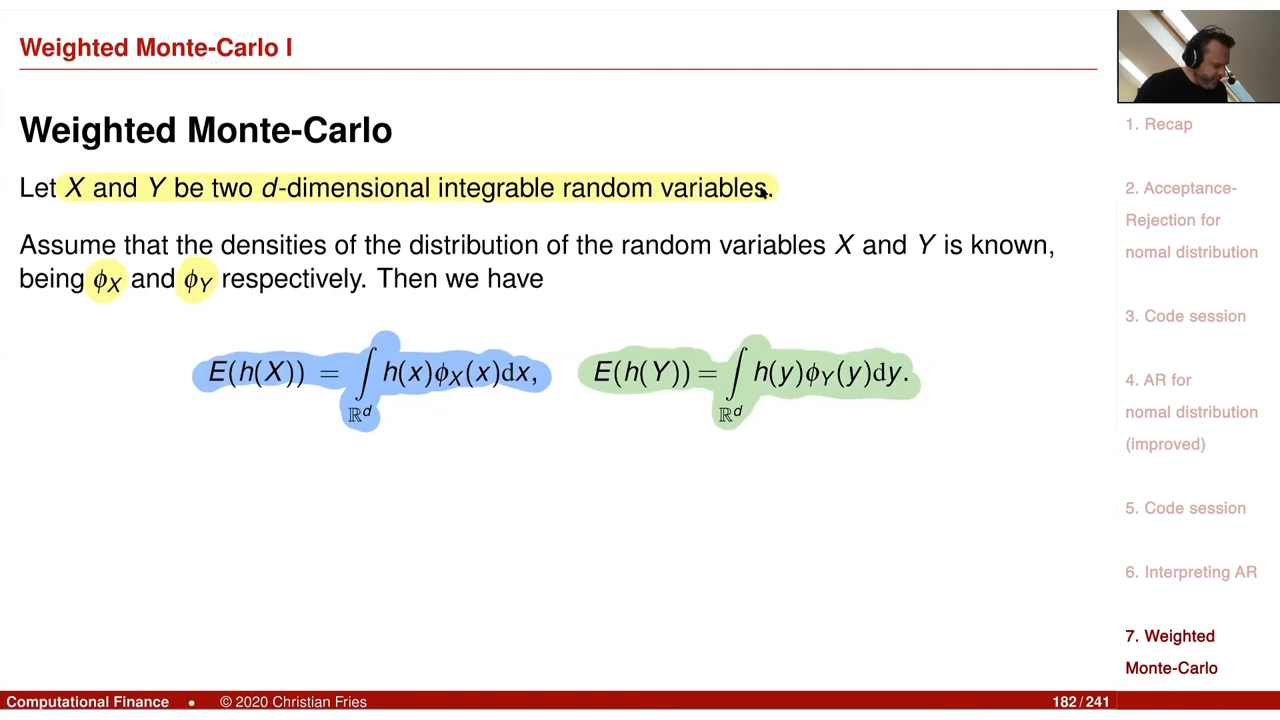 Weighted Monte-Carlo I
Weighted Monte-Carlo
Let X and Y be two d-dimensional integrable random variables.
Assume that the densities of the distribution of the random variables X and Y is known,
being ϕ_X and ϕ_Y respectively. Then we have
E(h(X)) = ∫_{ℝ^d} h(x)ϕ_X(x)dx, E(h(Y)) = ∫_{ℝ^d} h(y)ϕ_Y(y)dy.
1. Recap
2. Acceptance-
Rejection for
nomal distribution
3. Code session
4. AR for
nomal distribution
(improved)
5. Code session
6. Interpreting AR
7. Weighted
Monte-Carlo
Computational Finance • © 2020 Christian Fries 182 / 241